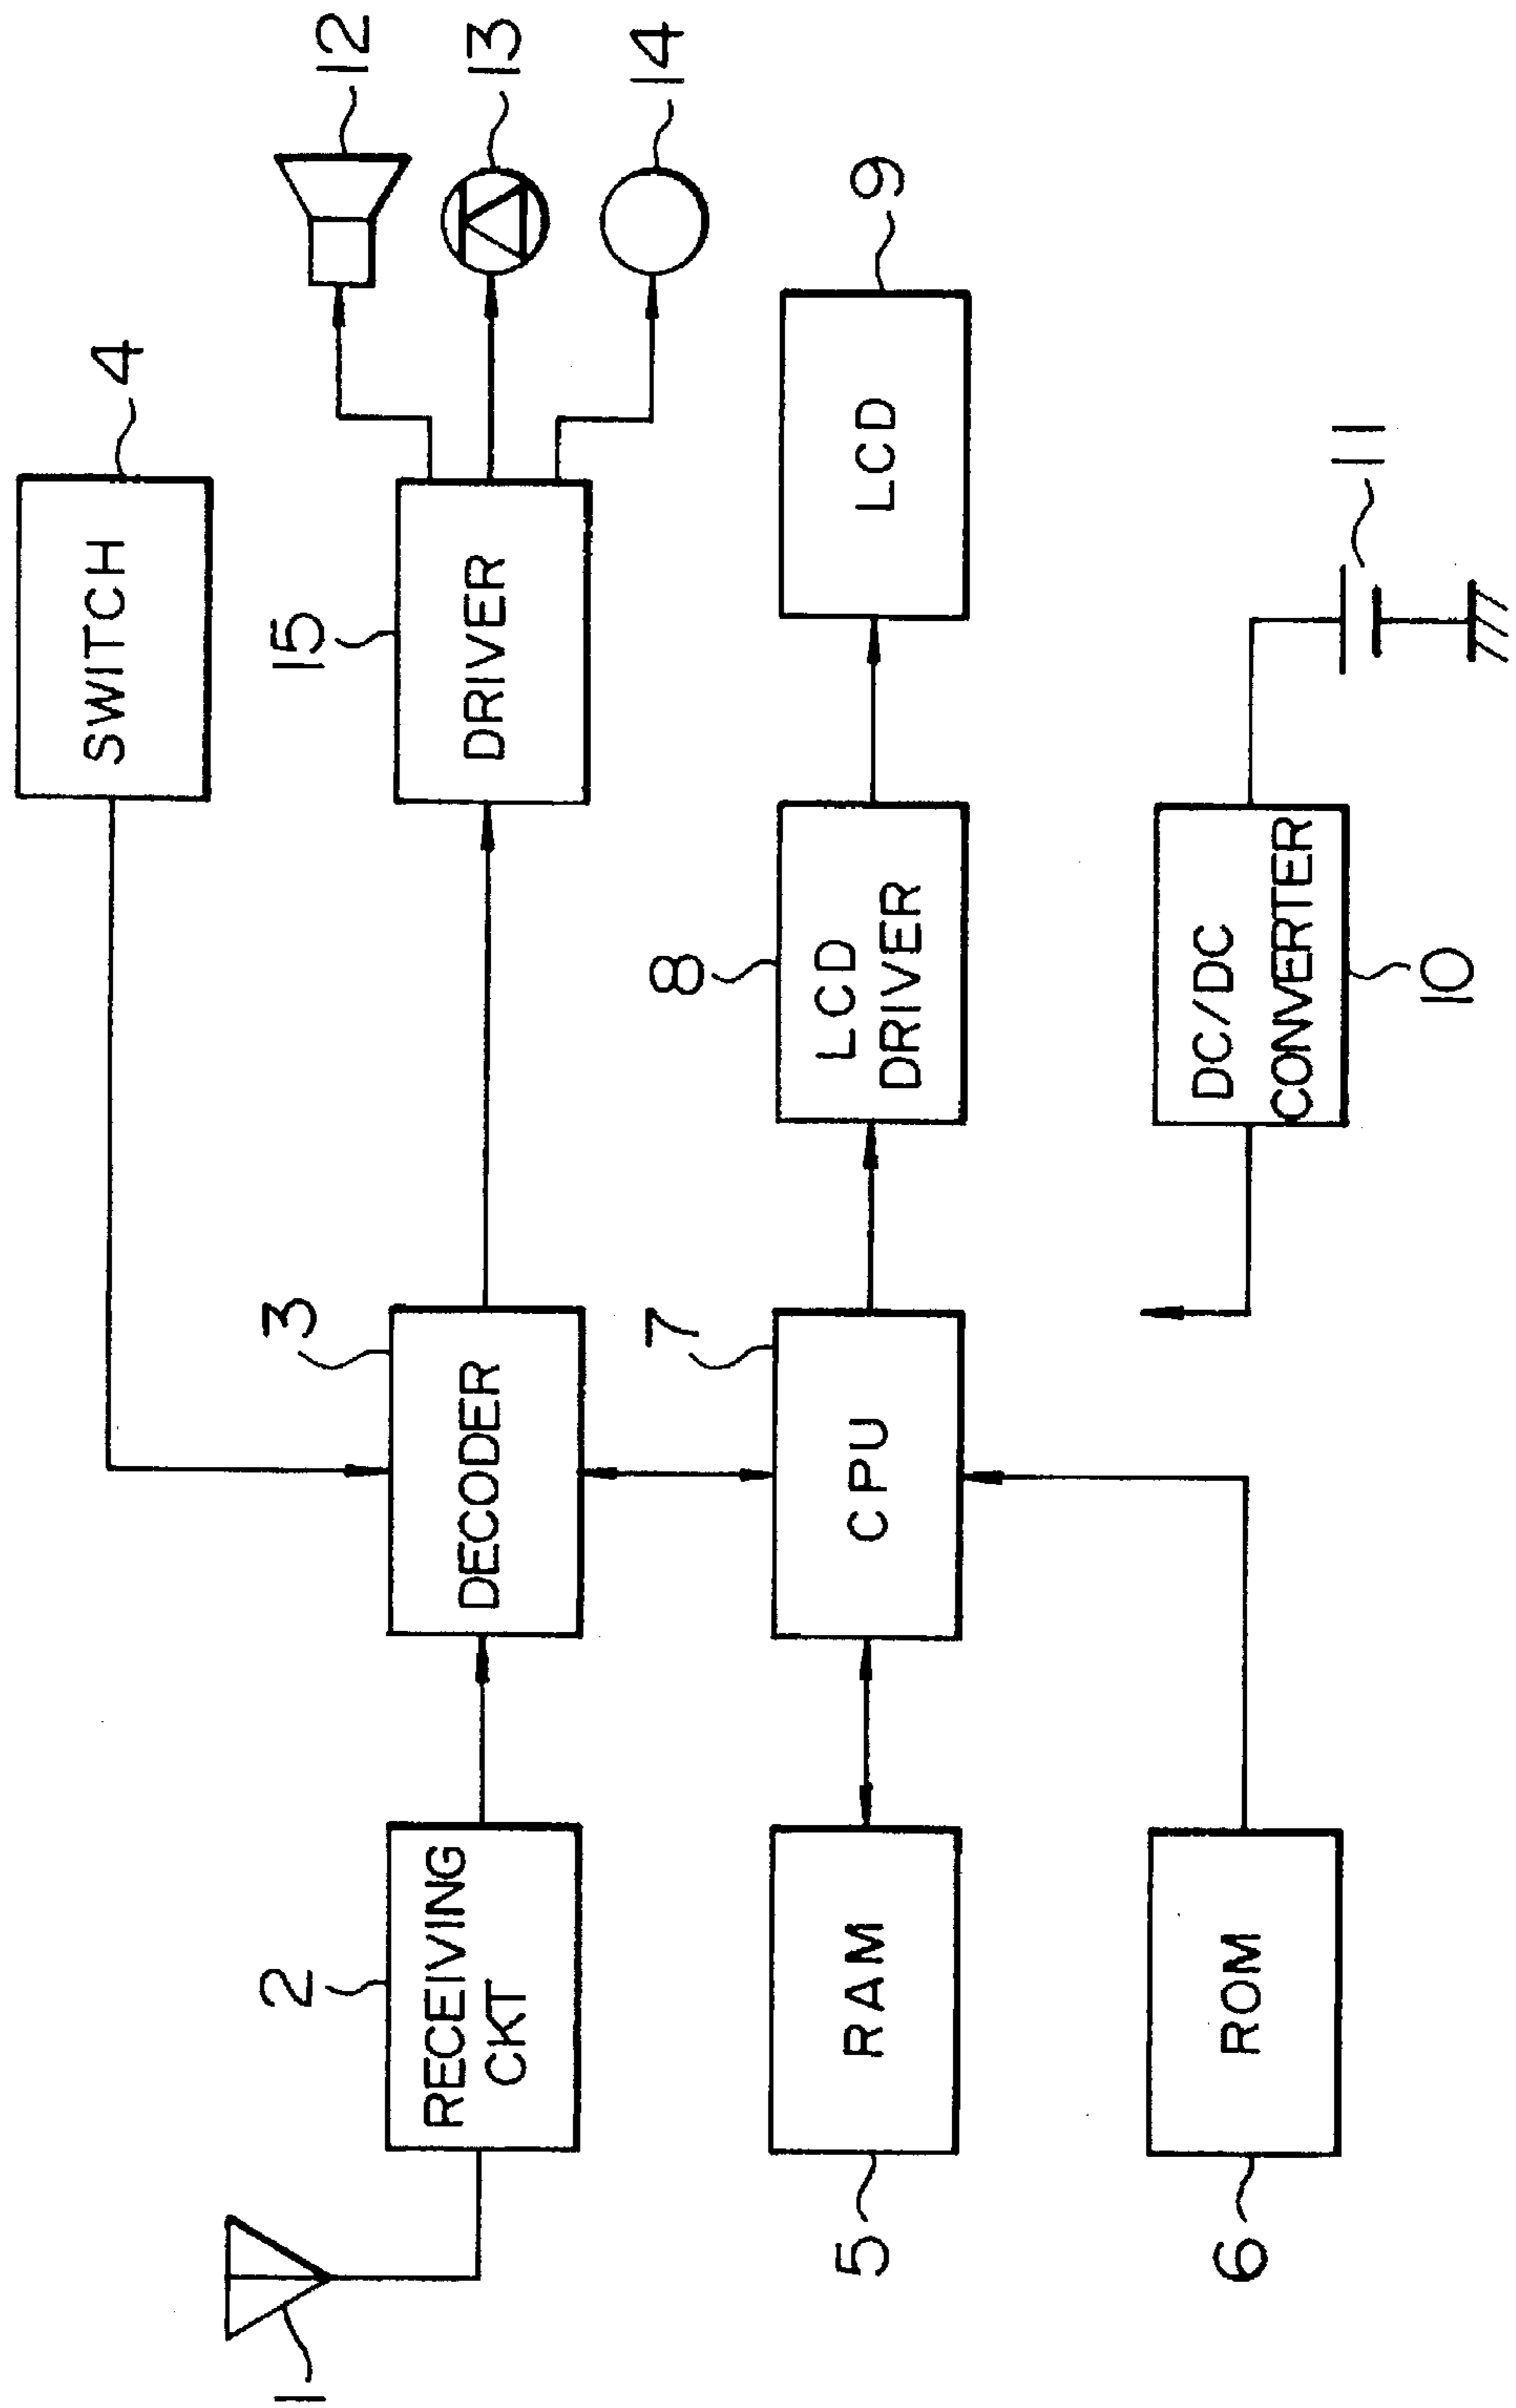 SWITCH
4
12
13
14
1
2
RECEIVING
CKT
3
DECODER
15
DRIVER
5
RAM
7
CPU
8
LCD
DRIVER
LCD
9
6
ROM
DC/DC
CONVERTER
10
11